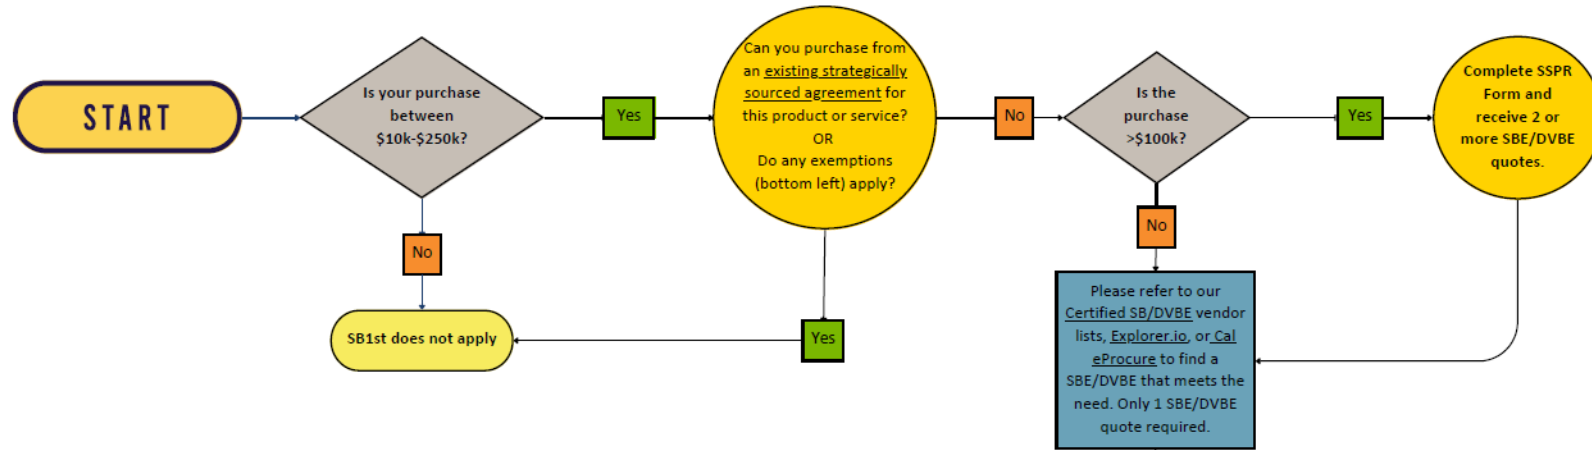 START
Is your purchase
between
$10k-$250k?
Yes
Can you purchase from
an existing strategically
sourced agreement for
this product or service?
OR
Do any exemptions
(bottom left) apply?
No
Is the
purchase
>$100k?
Yes
Complete SSPR
Form and
receive 2 or
more SBE/DVBE
quotes.
No
SB1st does not apply
Yes
No
Please refer to our
Certified SB/DVBE vendor
lists, Explorer.io, or Cal
eProcure to find a
SBE/DVBE that meets the
need. Only 1 SBE/DVBE
quote required.